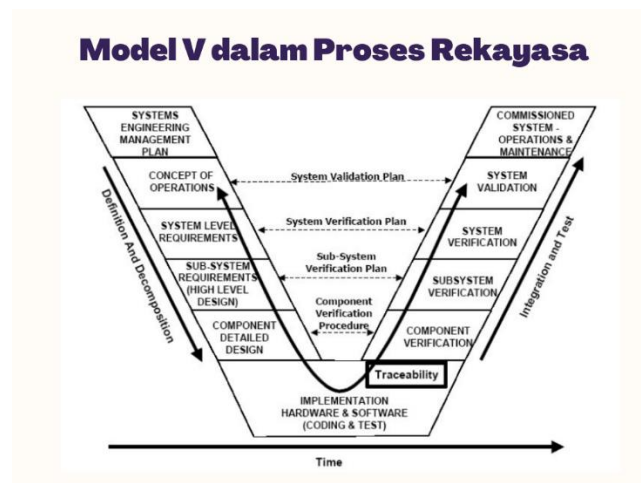 Model V dalam Proses Rekayasa
SYSTEMS
ENGINEERING
MANAGEMENT
PLAN
COMMISSIONED
SYSTEM -
OPERATIONS &
MAINTENANCE
CONCEPT OF
OPERATIONS
System Validation Plan
SYSTEM
VALIDATION
SYSTEM LEVEL
REQUIREMENTS
System Verification Plan
SYSTEM
VERIFICATION
SUB-SYSTEM
REQUIREMENTS
(HIGH LEVEL
DESIGN)
Sub-System
Verification Plan
SUBSYSTEM
VERIFICATION
COMPONENT
DETAILED
DESIGN
Component
Verification
Procedure
COMPONENT
VERIFICATION
Definition And Decomposition
Integration and Test
Traceability
IMPLEMENTATION
HARDWARE & SOFTWARE
(CODING & TEST)
Time